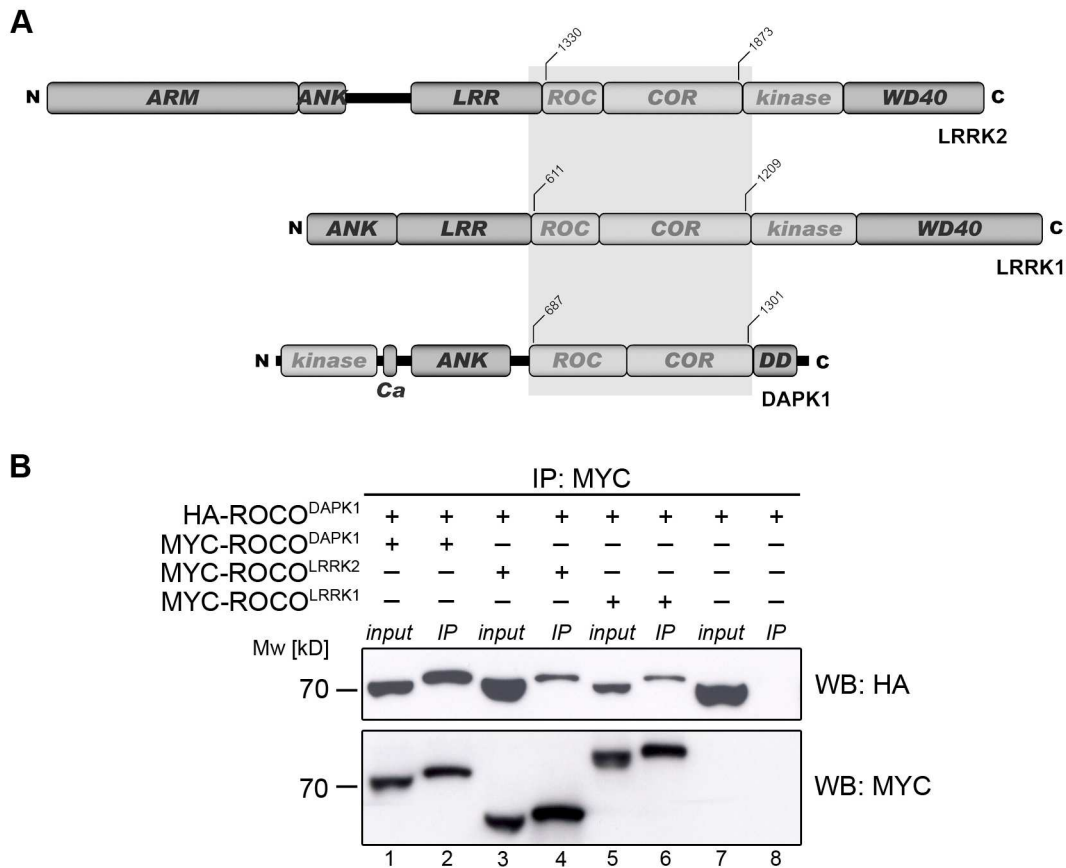 A
1330
1873
N
ARM
ANK
LRR
ROC
COR
kinase
WD40
C
LRRK2
611
1209
N
ANK
LRR
ROC
COR
kinase
WD40
C
LRRK1
687
1301
N
kinase
Ca
ANK
ROC
COR
DD
C
DAPK1
B
IP: MYC
HA-ROCO^DAPK1 + + + + + + + +
MYC-ROCO^DAPK1 + + – – – – – –
MYC-ROCO^LRRK2 – – + + – – – –
MYC-ROCO^LRRK1 – – – – + + – –
input IP input IP input IP input IP
Mw [kD]
70
WB: HA
70
WB: MYC
1 2 3 4 5 6 7 8